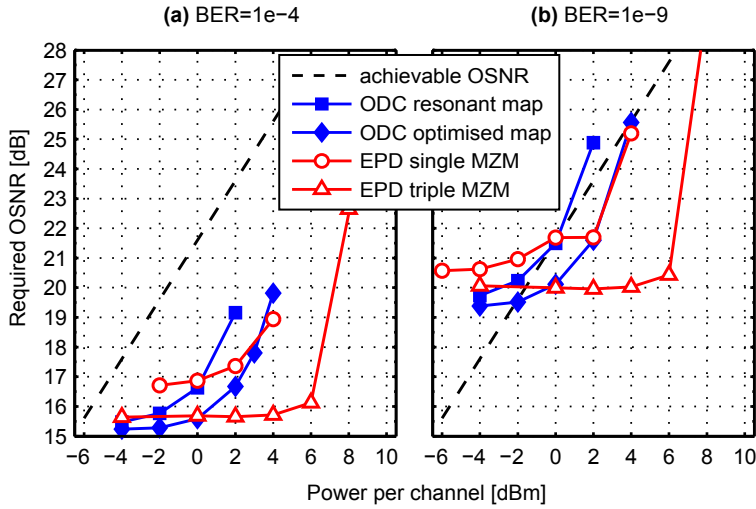 (a) BER=1e−4
(b) BER=1e−9
Required OSNR [dB]
28
27
26
25
24
23
22
21
20
19
18
17
16
15
achievable OSNR
ODC resonant map
ODC optimised map
EPD single MZM
EPD triple MZM
−6 −4 −2 0 2 4 6 8 10
−6 −4 −2 0 2 4 6 8 10
Power per channel [dBm]